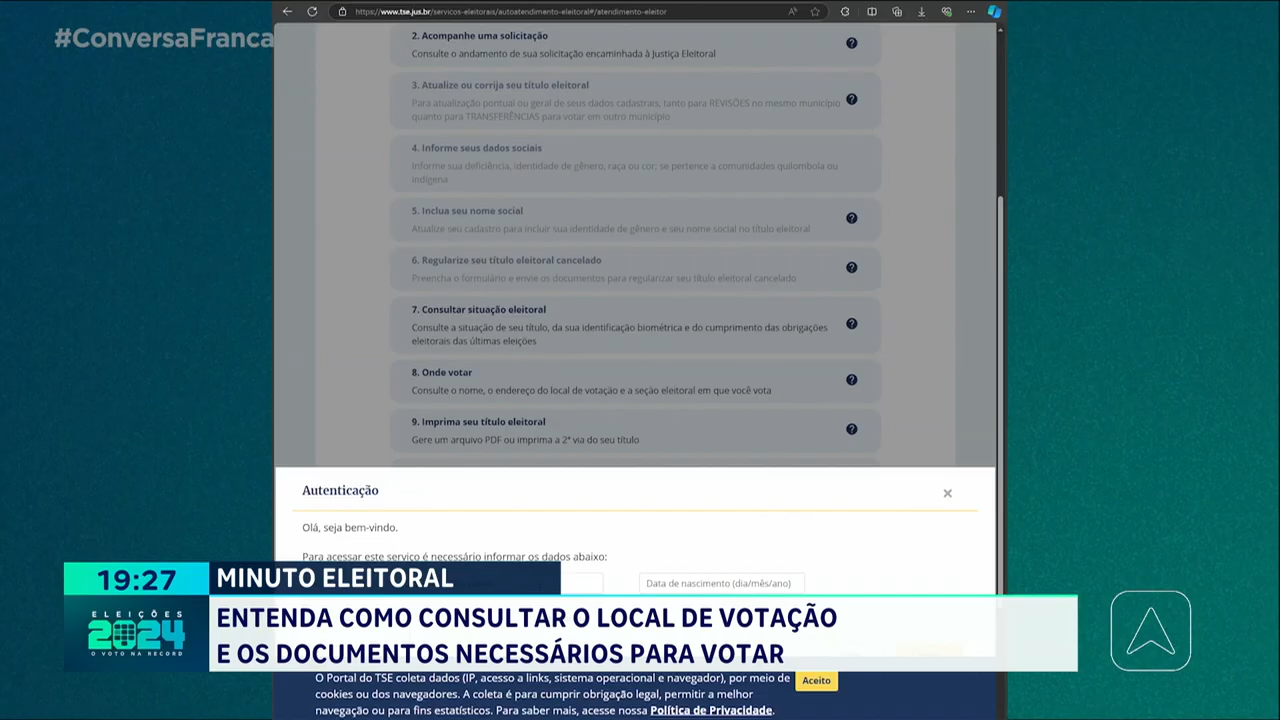 https://www.tse.jus.br/servicos-eleitorais/autoatendimento-eleitoral#/atendimento-eleitor
#ConversaFranca
2. Acompanhe uma solicitação
Consulte o andamento de sua solicitação encaminhada à Justiça Eleitoral
3. Atualize ou corrija seu título eleitoral
Para atualização pontual ou geral de seus dados cadastrais, tanto para REVISÕES no mesmo município
quanto para TRANSFERÊNCIAS para votar em outro município
4. Informe seus dados sociais
Informe sua deficiência, identidade de gênero, raça ou cor; se pertence a comunidades quilombola ou
indígena
5. Inclua seu nome social
Atualize seu cadastro para incluir sua identidade de gênero e seu nome social no título eleitoral
6. Regularize seu título eleitoral cancelado
Preencha o formulário e envie os documentos para regularizar seu título eleitoral cancelado
7. Consultar situação eleitoral
Consulte a situação de seu título, da sua identificação biométrica e do cumprimento das obrigações
eleitorais das últimas eleições
8. Onde votar
Consulte o nome, o endereço do local de votação e a seção eleitoral em que você vota
9. Imprima seu título eleitoral
Gere um arquivo PDF ou imprima a 2ª via do seu título
Autenticação
Olá, seja bem-vindo.
Para acessar este serviço é necessário informar os dados abaixo:
Data de nascimento (dia/mês/ano)
19:27
MINUTO ELEITORAL
ELEIÇÕES
2024
O VOTO NA RECORD
ENTENDA COMO CONSULTAR O LOCAL DE VOTAÇÃO
E OS DOCUMENTOS NECESSÁRIOS PARA VOTAR
O Portal do TSE coleta dados (IP, acesso a links, sistema operacional e navegador), por meio de
cookies ou dos navegadores. A coleta é para cumprir obrigação legal, permitir a melhor
navegação ou para fins estatísticos. Para saber mais, acesse nossa Política de Privacidade.
Aceito